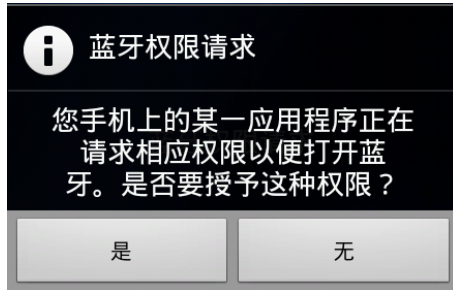 蓝牙权限请求
您手机上的某一应用程序正在
请求相应权限以便打开蓝
牙。是否要授予这种权限？
是
无